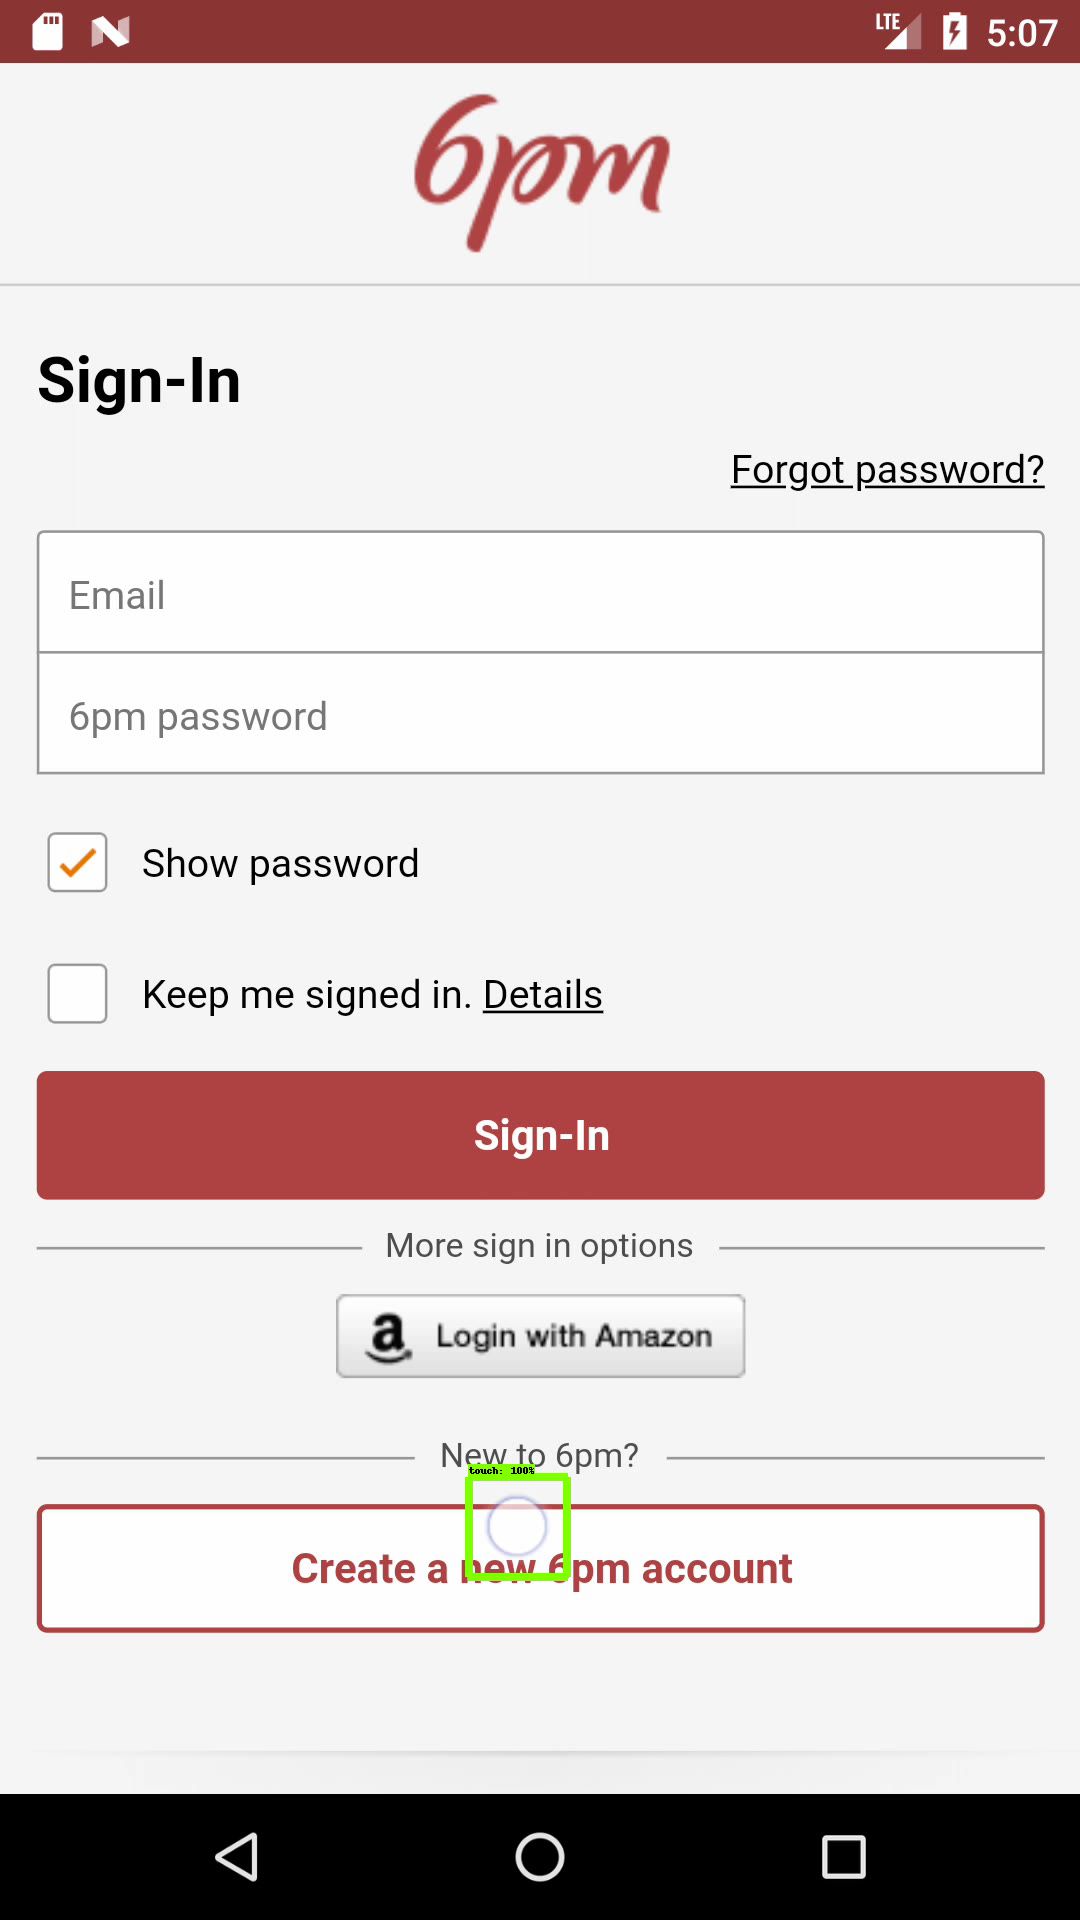 LTE 5:07
6pm
Sign-In
Forgot password?
Email
6pm password
Show password
Keep me signed in. Details
Sign-In
More sign in options
a Login with Amazon
New to 6pm?
touch: 100%
Create a new 6pm account